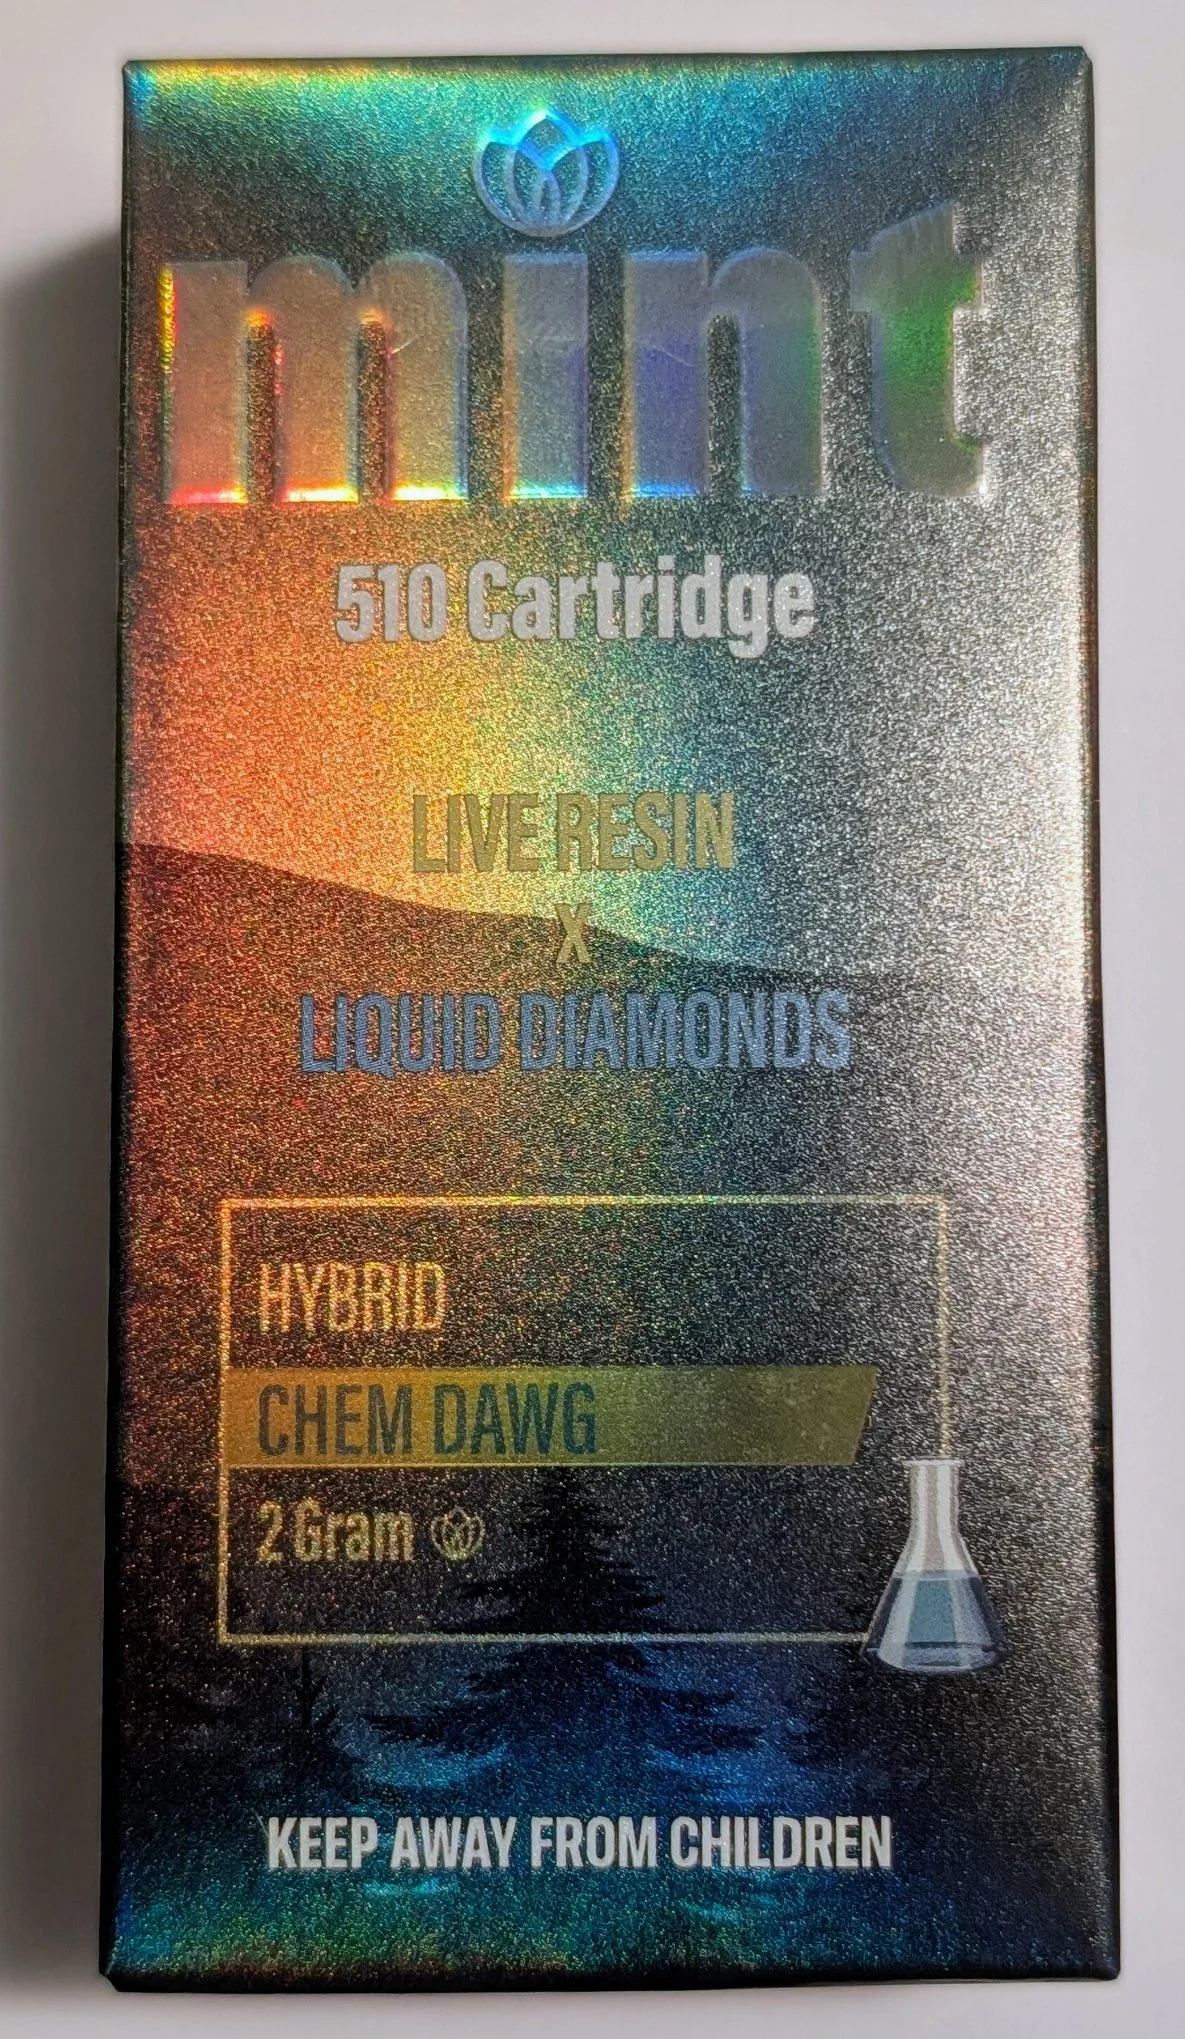 mint
510 Cartridge
LIVE RESIN
X
LIQUID DIAMONDS
HYBRID
CHEM DAWG
2 Gram
KEEP AWAY FROM CHILDREN